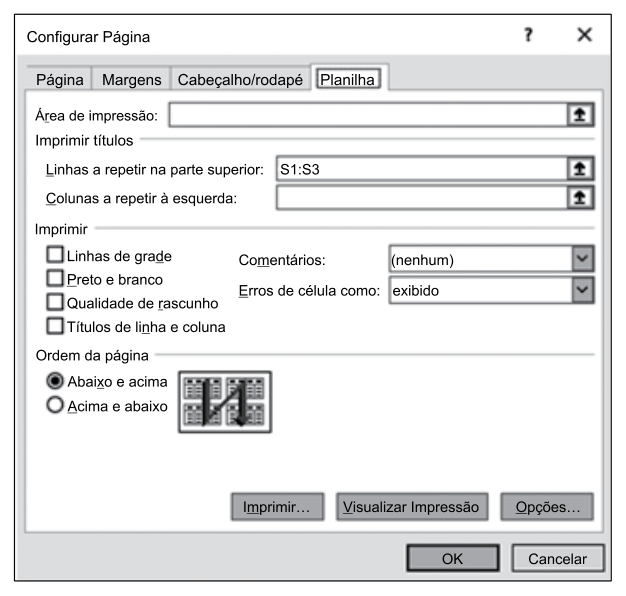 Configurar Página ? ✕
Página Margens Cabeçalho/rodapé Planilha
Área de impressão:
Imprimir títulos
Linhas a repetir na parte superior: S1:S3
Colunas a repetir à esquerda:
Imprimir
Linhas de grade
Preto e branco
Qualidade de rascunho
Títulos de linha e coluna
Comentários: (nenhum)
Erros de célula como: exibido
Ordem da página
Abaixo e acima
Acima e abaixo
Imprimir... Visualizar Impressão Opções...
OK Cancelar